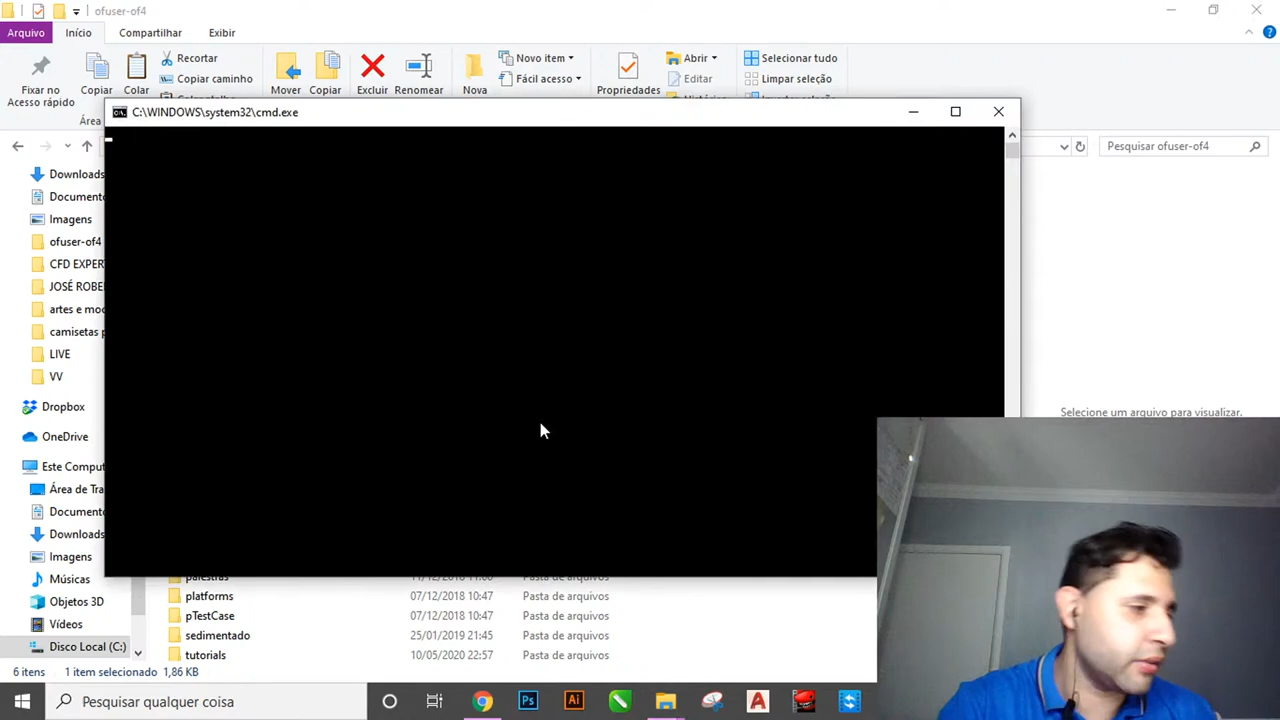 ofuser-of4
Arquivo Início Compartilhar Exibir
Fixar no Acesso rápido
Copiar
Colar
Recortar
Copiar caminho
Mover
Copiar
Excluir
Renomear
Nova
Novo item
Fácil acesso
Propriedades
Abrir
Editar
Selecionar tudo
Limpar seleção
Área
C:\WINDOWS\system32\cmd.exe
Pesquisar ofuser-of4
Downloads
Documento
Imagens
ofuser-of4
CFD EXPER
JOSÉ ROBE
artes e mod
camisetas p
LIVE
VV
Dropbox
OneDrive
Este Comput
Área de Tra
Documento
Downloads
Imagens
Músicas
Objetos 3D
Vídeos
Disco Local (C:)
Selecione um arquivo para visualizar.
platforms 07/12/2018 10:47 Pasta de arquivos
pTestCase 07/12/2018 10:47 Pasta de arquivos
sedimentado 25/01/2019 21:45 Pasta de arquivos
tutorials 10/05/2020 22:57 Pasta de arquivos
6 itens 1 item selecionado 1,86 KB
Pesquisar qualquer coisa
Ps
Ai
A